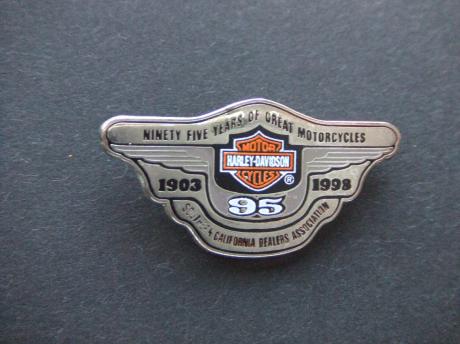 NINETY FIVE YEARS OF GREAT MOTORCYCLES
MOTOR
HARLEY-DAVIDSON
CYCLES ®
1903 1998
95
CALIFORNIA DEALERS ASSOCIATION